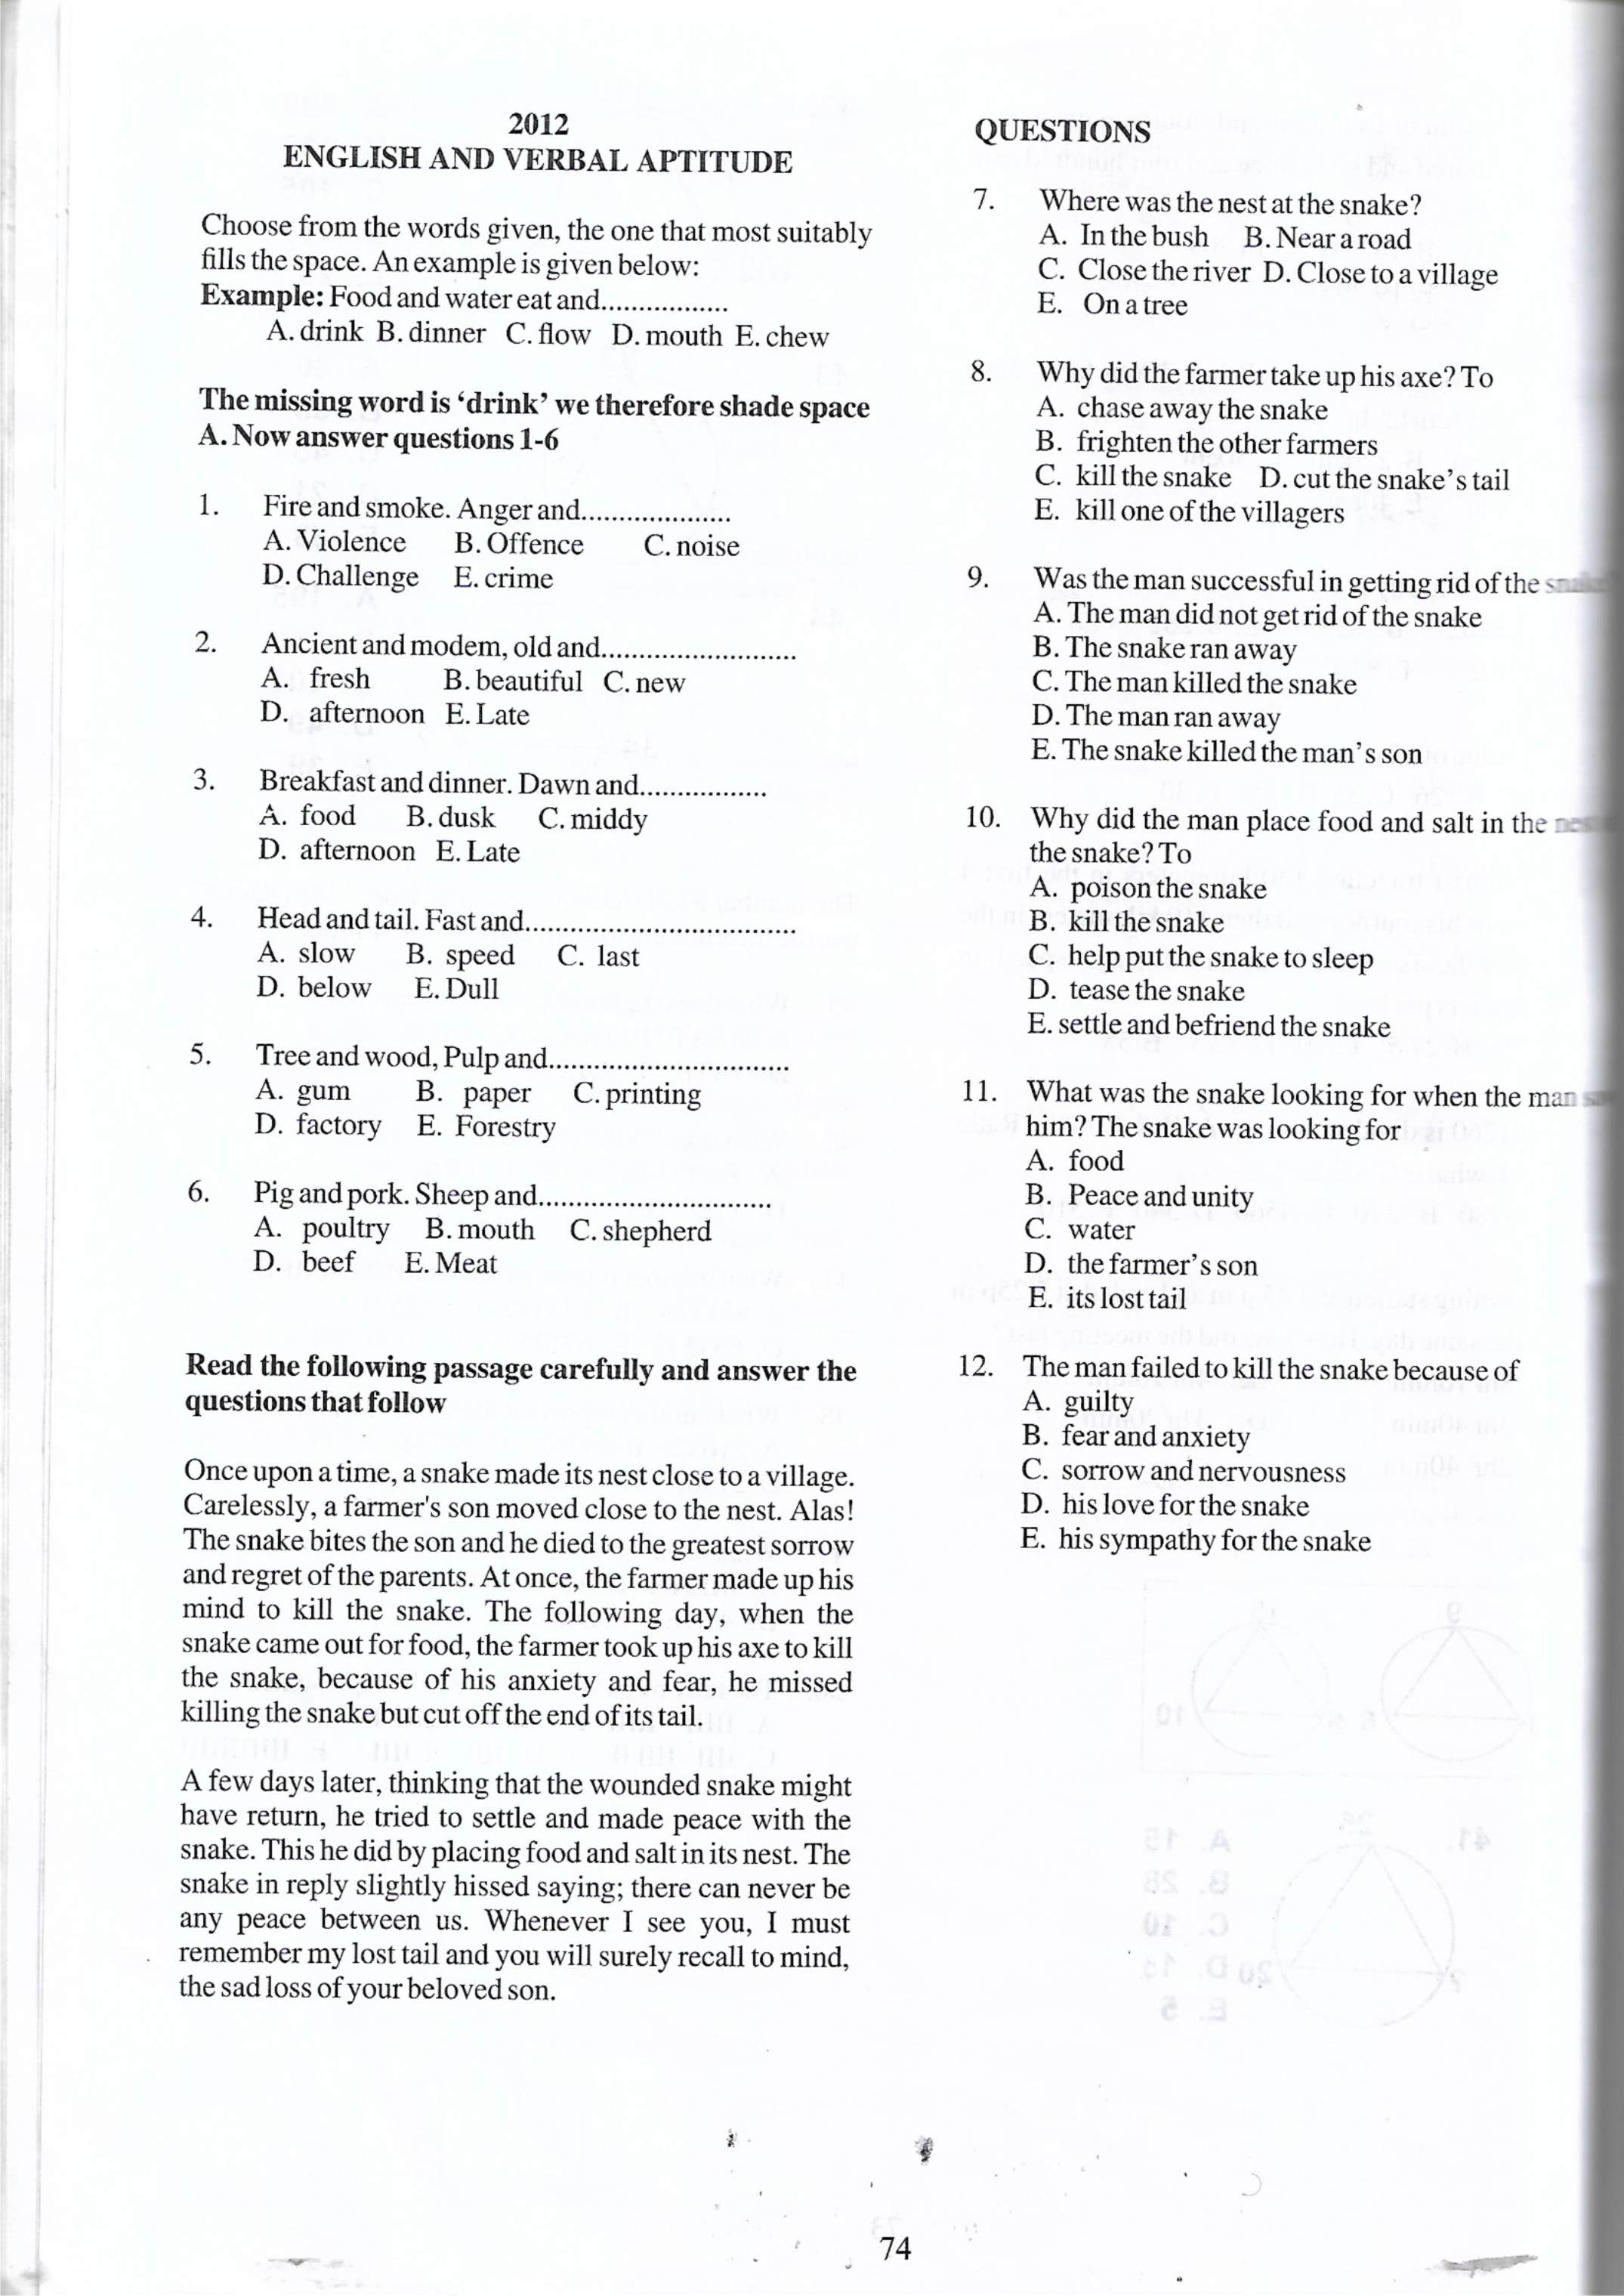 2012
ENGLISH AND VERBAL APTITUDE
Choose from the words given, the one that most suitably
fills the space. An example is given below:
Example: Food and water eat and................
A. drink B. dinner C. flow D. mouth E. chew
The missing word is ‘drink’ we therefore shade space
A. Now answer questions 1-6
1. Fire and smoke. Anger and...................
A. Violence B. Offence C. noise
D. Challenge E. crime
2. Ancient and modem, old and.........................
A. fresh B. beautiful C. new
D. afternoon E. Late
3. Breakfast and dinner. Dawn and................
A. food B. dusk C. middy
D. afternoon E. Late
4. Head and tail. Fast and...................................
A. slow B. speed C. last
D. below E. Dull
5. Tree and wood, Pulp and...............................
A. gum B. paper C. printing
D. factory E. Forestry
6. Pig and pork. Sheep and..............................
A. poultry B. mouth C. shepherd
D. beef E. Meat
Read the following passage carefully and answer the
questions that follow
Once upon a time, a snake made its nest close to a village.
Carelessly, a farmer's son moved close to the nest. Alas!
The snake bites the son and he died to the greatest sorrow
and regret of the parents. At once, the farmer made up his
mind to kill the snake. The following day, when the
snake came out for food, the farmer took up his axe to kill
the snake, because of his anxiety and fear, he missed
killing the snake but cut off the end of its tail.
A few days later, thinking that the wounded snake might
have return, he tried to settle and made peace with the
snake. This he did by placing food and salt in its nest. The
snake in reply slightly hissed saying; there can never be
any peace between us. Whenever I see you, I must
remember my lost tail and you will surely recall to mind,
the sad loss of your beloved son.
QUESTIONS
7. Where was the nest at the snake?
A. In the bush B. Near a road
C. Close the river D. Close to a village
E. On a tree
8. Why did the farmer take up his axe? To
A. chase away the snake
B. frighten the other farmers
C. kill the snake D. cut the snake’s tail
E. kill one of the villagers
9. Was the man successful in getting rid of the snake
A. The man did not get rid of the snake
B. The snake ran away
C. The man killed the snake
D. The man ran away
E. The snake killed the man’s son
10. Why did the man place food and salt in the
the snake? To
A. poison the snake
B. kill the snake
C. help put the snake to sleep
D. tease the snake
E. settle and befriend the snake
11. What was the snake looking for when the man
him? The snake was looking for
A. food
B. Peace and unity
C. water
D. the farmer’s son
E. its lost tail
12. The man failed to kill the snake because of
A. guilty
B. fear and anxiety
C. sorrow and nervousness
D. his love for the snake
E. his sympathy for the snake
74